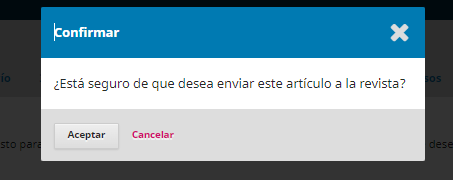 Confirmar
¿Está seguro de que desea enviar este artículo a la revista?
Aceptar
Cancelar